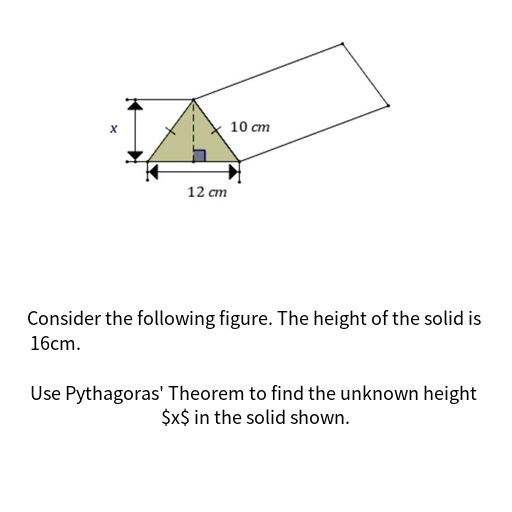 x
10 cm
12 cm
Consider the following figure. The height of the solid is
16cm.
Use Pythagoras' Theorem to find the unknown height
$x$ in the solid shown.